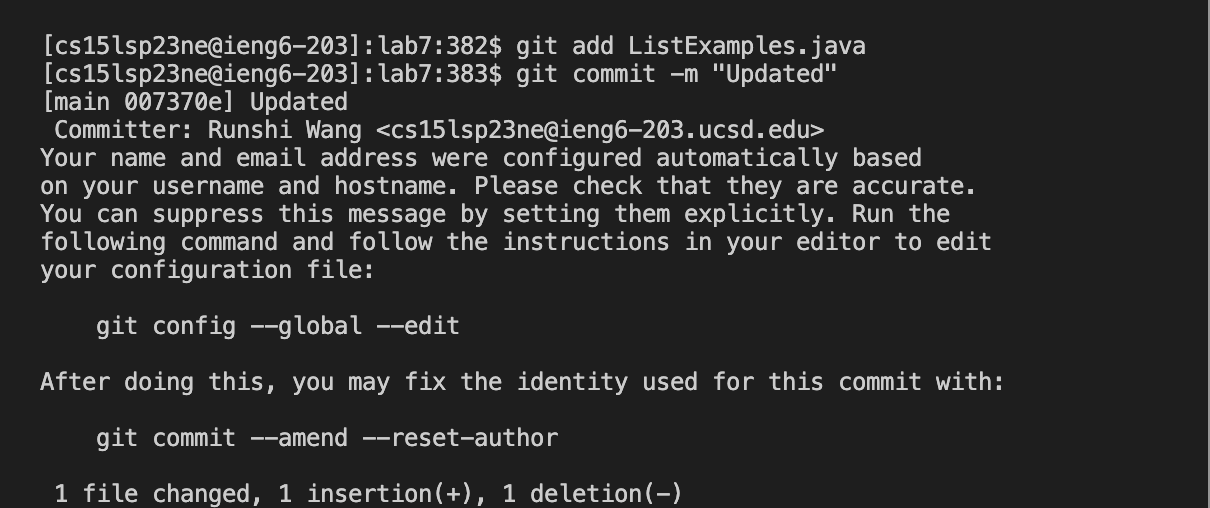 [cs15lsp23ne@ieng6-203]:lab7:382$ git add ListExamples.java
[cs15lsp23ne@ieng6-203]:lab7:383$ git commit -m "Updated"
[main 007370e] Updated
 Committer: Runshi Wang <cs15lsp23ne@ieng6-203.ucsd.edu>
Your name and email address were configured automatically based
on your username and hostname. Please check that they are accurate.
You can suppress this message by setting them explicitly. Run the
following command and follow the instructions in your editor to edit
your configuration file:

    git config --global --edit

After doing this, you may fix the identity used for this commit with:

    git commit --amend --reset-author

 1 file changed, 1 insertion(+), 1 deletion(-)